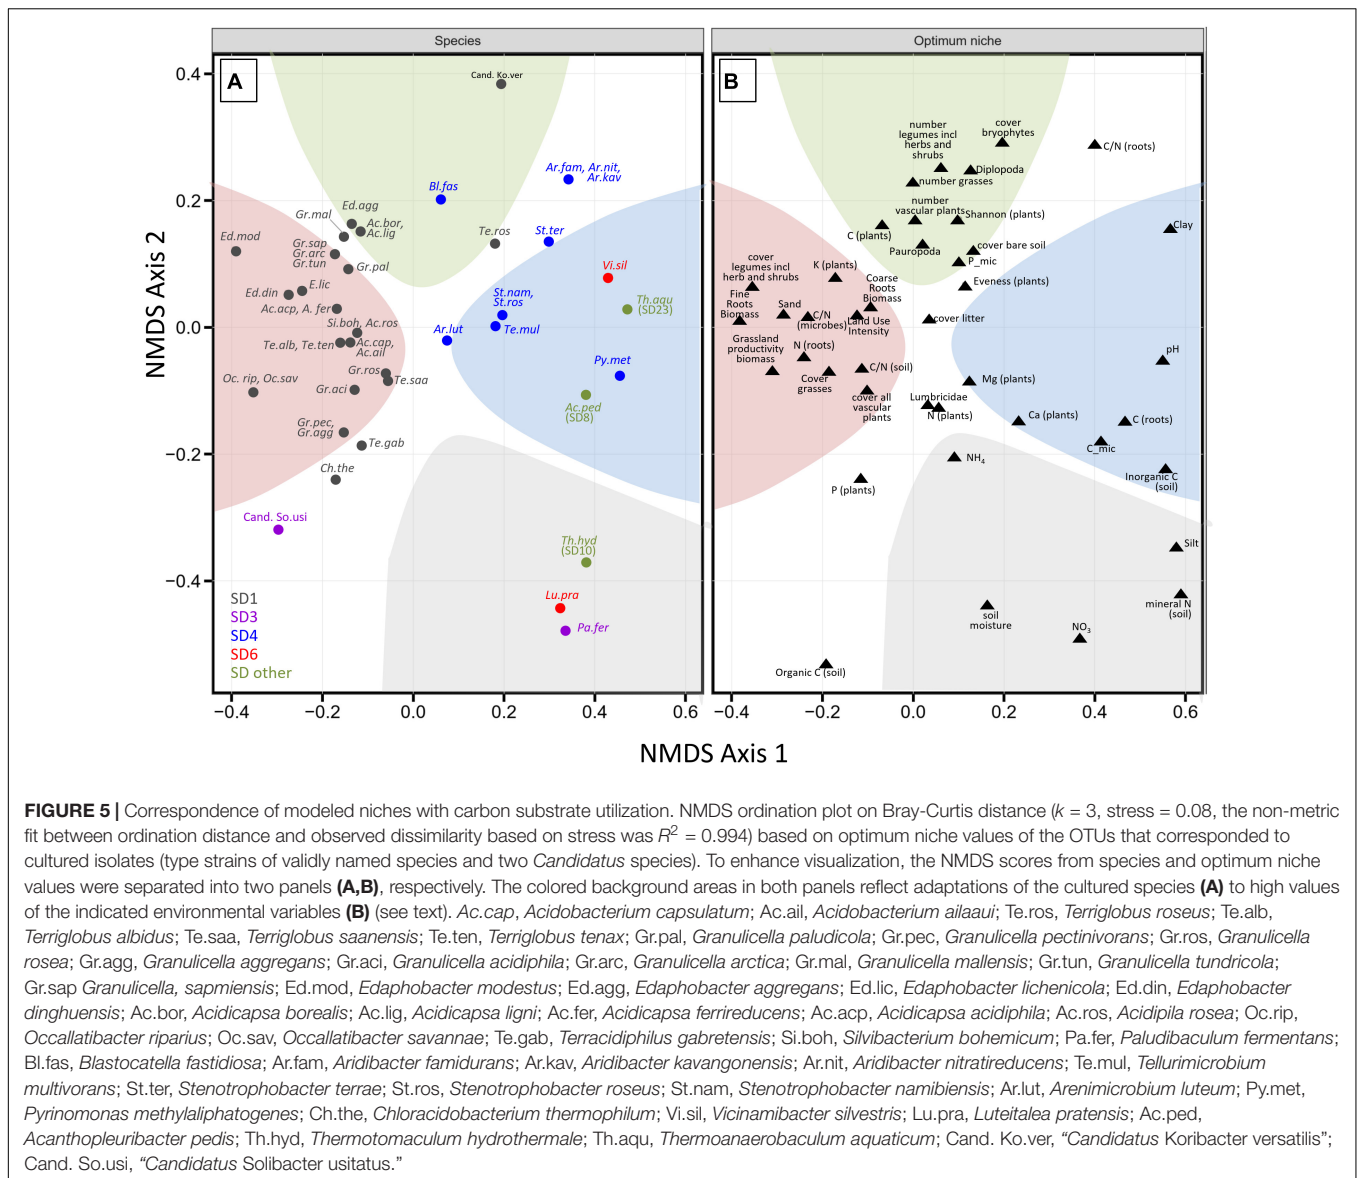 Species
Optimum niche
A
B
NMDS Axis 2
0.4
0.2
0.0
−0.2
−0.4
Cand. Ko.ver
Ar.fam, Ar.nit,
Ar.kav
Bl.fas
Ed.agg
Gr.mal
Ac.bor,
Ac.lig
Te.ros
St.ter
Ed.mod
Gr.sap
Gr.arc
Gr.tun
Gr.pal
Vi.sil
E.lic
Ed.din
Ac.acp, A. fer
St.nam,
St.ros
Th.aqu
(SD23)
Si.boh, Ac.ros
Te.alb, Te.ten
Ac.cap,
Ac.ail
Ar.lut
Te.mul
Py.met
Gr.ros
Te.saa
Oc. rip, Oc.sav
Gr.aci
Ac.ped
(SD8)
Gr.pec,
Gr.agg
Te.gab
Ch.the
Cand. So.usi
Th.hyd
(SD10)
Lu.pra
Pa.fer
SD1
SD3
SD4
SD6
SD other
−0.4
−0.2
0.0
0.2
0.4
0.6
number
legumes incl
herbs and
shrubs
cover
bryophytes
C/N (roots)
Diplopoda
number grasses
number
vascular plants
Shannon (plants)
C (plants)
Pauropoda
Clay
cover bare soil
P_mic
cover
legumes incl
herb and shrubs
K (plants)
Coarse
Roots
Biomass
Eveness (plants)
Fine
Roots
Biomass
Sand
C/N
(microbes)
Land Use
Intensity
cover litter
Grassland
productivity
biomass
N (roots)
Cover
grasses
C/N (soil)
pH
Mg (plants)
cover all
vascular
plants
Lumbricidae
N (plants)
Ca (plants)
C (roots)
C_mic
NH4
P (plants)
Inorganic C
(soil)
Silt
soil
moisture
mineral N
(soil)
NO3
Organic C (soil)
−0.4
−0.2
0.0
0.2
0.4
0.6
NMDS Axis 1
FIGURE 5 | Correspondence of modeled niches with carbon substrate utilization. NMDS ordination plot on Bray-Curtis distance (k = 3, stress = 0.08, the non-metric
fit between ordination distance and observed dissimilarity based on stress was R² = 0.994) based on optimum niche values of the OTUs that corresponded to
cultured isolates (type strains of validly named species and two Candidatus species). To enhance visualization, the NMDS scores from species and optimum niche
values were separated into two panels (A,B), respectively. The colored background areas in both panels reflect adaptations of the cultured species (A) to high values
of the indicated environmental variables (B) (see text). Ac.cap, Acidobacterium capsulatum; Ac.ail, Acidobacterium ailaaui; Te.ros, Terriglobus roseus; Te.alb,
Terriglobus albidus; Te.saa, Terriglobus saanensis; Te.ten, Terriglobus tenax; Gr.pal, Granulicella paludicola; Gr.pec, Granulicella pectinivorans; Gr.ros, Granulicella
rosea; Gr.agg, Granulicella aggregans; Gr.aci, Granulicella acidiphila; Gr.arc, Granulicella arctica; Gr.mal, Granulicella mallensis; Gr.tun, Granulicella tundricola;
Gr.sap Granulicella, sapmiensis; Ed.mod, Edaphobacter modestus; Ed.agg, Edaphobacter aggregans; Ed.lic, Edaphobacter lichenicola; Ed.din, Edaphobacter
dinghuensis; Ac.bor, Acidicapsa borealis; Ac.lig, Acidicapsa ligni; Ac.fer, Acidicapsa ferrireducens; Ac.acp, Acidicapsa acidiphila; Ac.ros, Acidipila rosea; Oc.rip,
Occallatibacter riparius; Oc.sav, Occallatibacter savannae; Te.gab, Terracidiphilus gabretensis; Si.boh, Silvibacterium bohemicum; Pa.fer, Paludibaculum fermentans;
Bl.fas, Blastocatella fastidiosa; Ar.fam, Aridibacter famidurans; Ar.kav, Aridibacter kavangonensis; Ar.nit, Aridibacter nitratireducens; Te.mul, Tellurimicrobium
multivorans; St.ter, Stenotrophobacter terrae; St.ros, Stenotrophobacter roseus; St.nam, Stenotrophobacter namibiensis; Ar.lut, Arenimicrobium luteum; Py.met,
Pyrinomonas methylaliphatogenes; Ch.the, Chloracidobacterium thermophilum; Vi.sil, Vicinamibacter silvestris; Lu.pra, Luteitalea pratensis; Ac.ped,
Acanthopleuribacter pedis; Th.hyd, Thermotomaculum hydrothermale; Th.aqu, Thermoanaerobaculum aquaticum; Cand. Ko.ver, “Candidatus Koribacter versatilis”;
Cand. So.usi, “Candidatus Solibacter usitatus.”